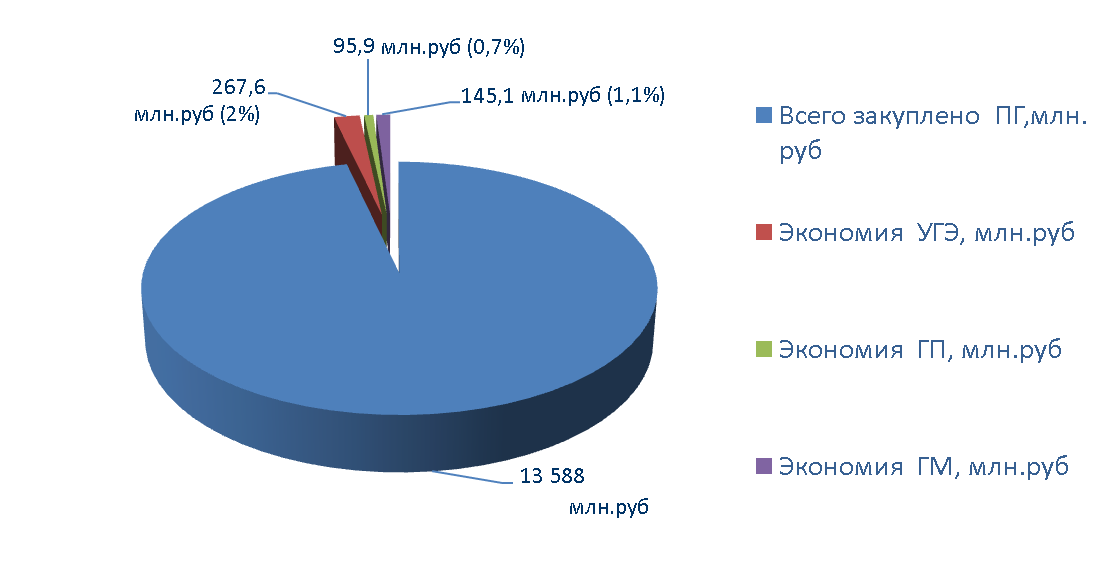 95,9 млн.руб (0,7%)
267,6
млн.руб (2%)
145,1 млн.руб (1,1%)
13 588
млн.руб
Всего закуплено ПГ,млн.
руб
Экономия УГЭ, млн.руб
Экономия ГП, млн.руб
Экономия ГМ, млн.руб